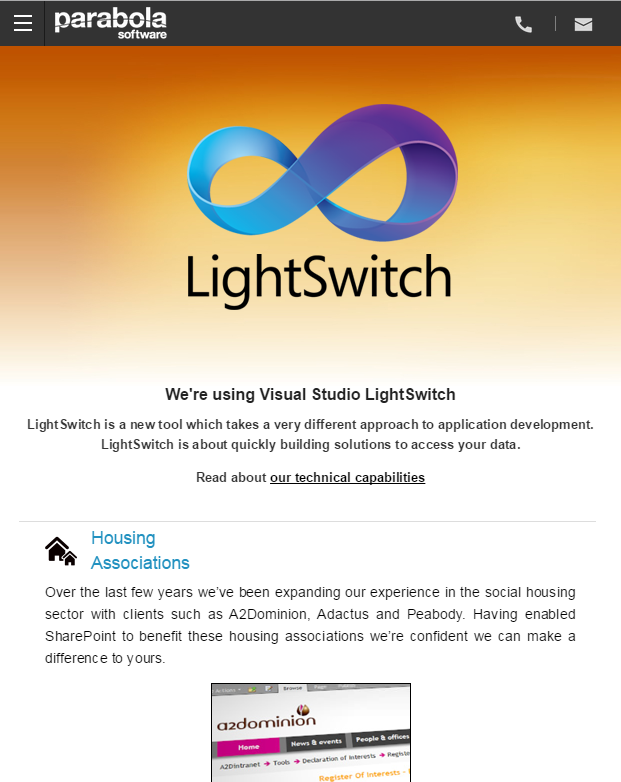 parabola
software
LightSwitch
We're using Visual Studio LightSwitch
LightSwitch is a new tool which takes a very different approach to application development.
LightSwitch is about quickly building solutions to access your data.
Read about our technical capabilities
Housing
Associations
Over the last few years we’ve been expanding our experience in the social housing
sector with clients such as A2Dominion, Adactus and Peabody. Having enabled
SharePoint to benefit these housing associations we’re confident we can make a
difference to yours.
Browse
a2dominion
Home
News & events
People & offices
A2Dintranet
Tools
Declaration of Interests
Register Of Interests -